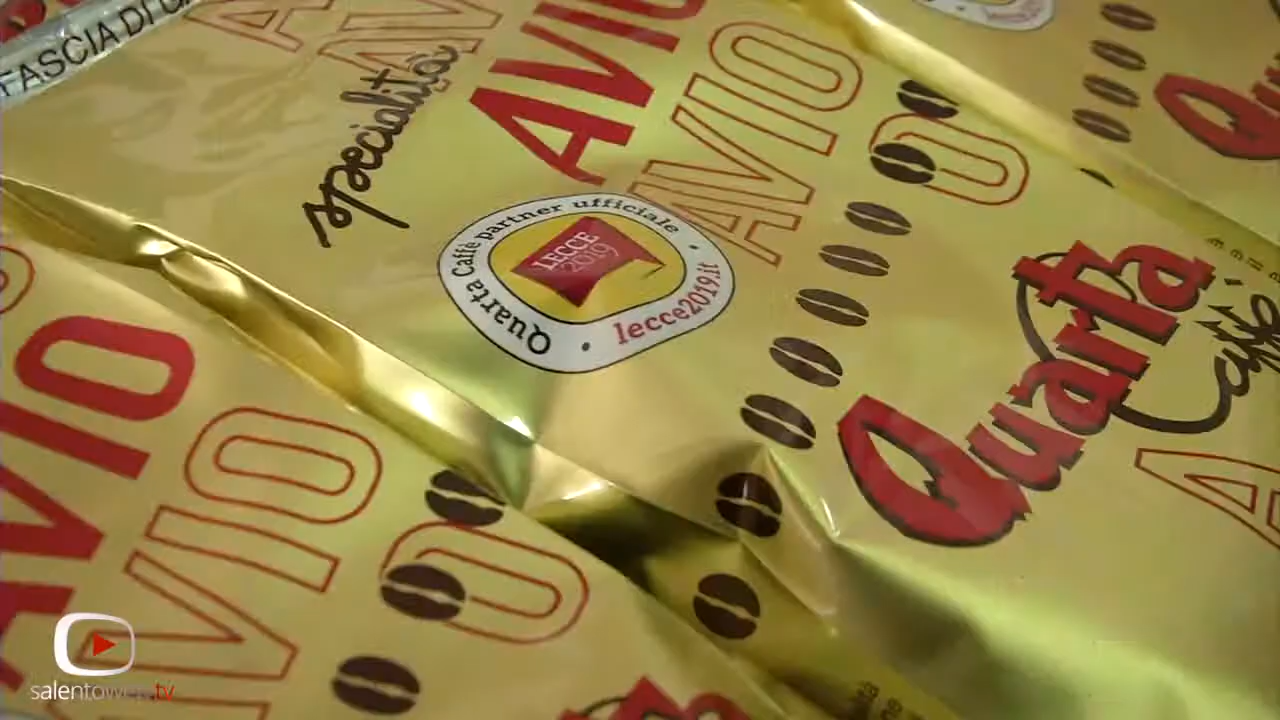 FASCIA DI
specialità
AVIO
AVIO
Quarta Caffè partner ufficiale
LECCE
2019
lecce2019.it
Quarta
Caffè
AVIO
AVIO
salentoweb.tv